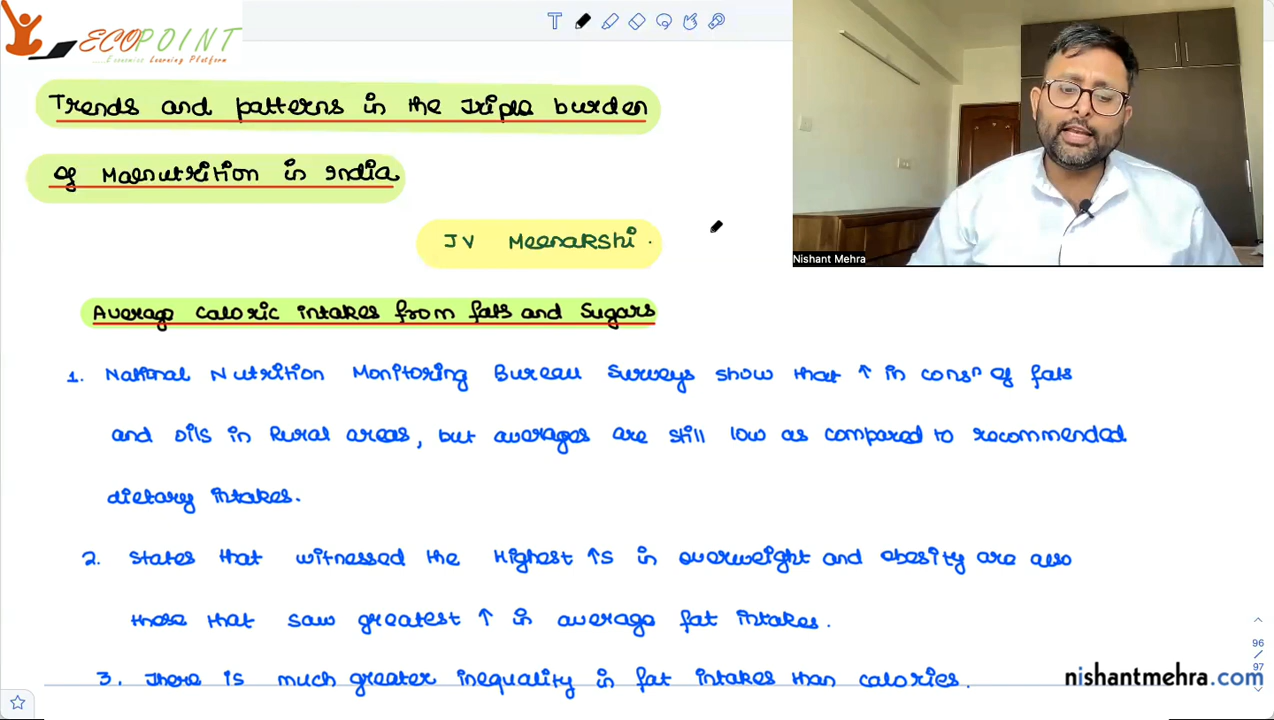 ECOPOINT
Economics Learning Platform
Trends and patterns in the Triple burden
of Malnutrition in India
JV Meenakshi.
Average caloric intakes from fats and Sugars
1. National Nutrition Monitoring Bureau Surveys show that ↑ in consn of fats
and oils in Rural areas, but averages are still low as compared to recommended
dietary intakes.
2. States that witnessed the Highest ↑s in overweight and obesity are also
those that saw greatest ↑ in average fat intakes.
3. There is much greater inequality in fat intakes than calories.
Nishant Mehra
96
/
97
nishantmehra.com